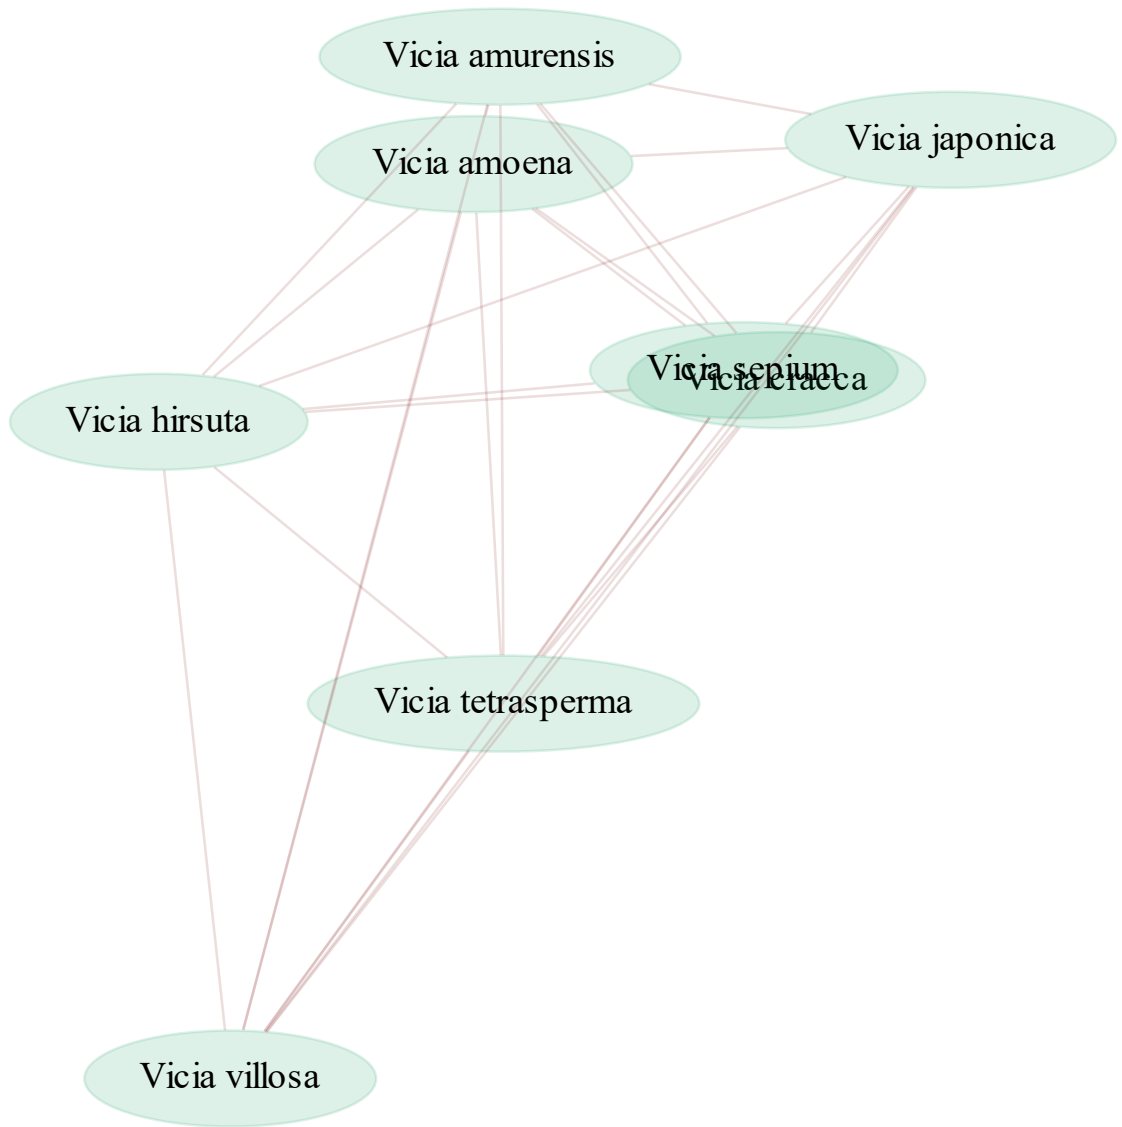 Vicia amurensis
Vicia japonica
Vicia amoena
Vicia sepium
Vicia cracca
Vicia hirsuta
Vicia tetrasperma
Vicia villosa